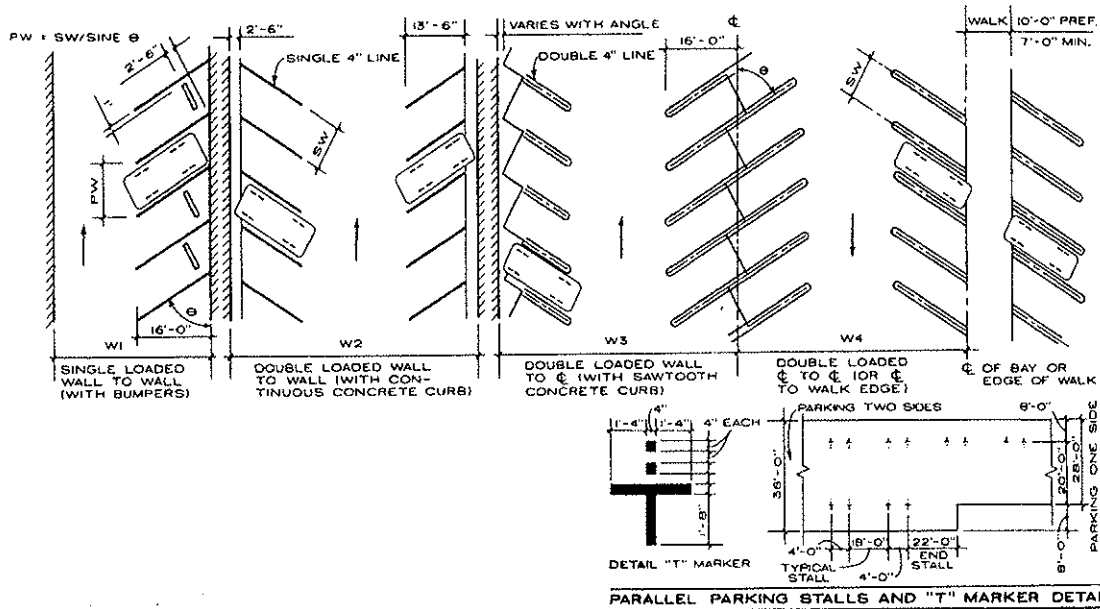 PW = SW/SINE θ
2'-6"
1'
PW
θ
16'-0"
2'-6"
SINGLE 4" LINE
SW
13'-6"
VARIES WITH ANGLE
DOUBLE 4" LINE
16'-0"
℄
θ
SW
WALK
10'-0" PREF.
7'-0" MIN.
W1
W2
W3
W4
SINGLE LOADED
WALL TO WALL
(WITH BUMPERS)
DOUBLE LOADED WALL
TO WALL (WITH CON-
TINUOUS CONCRETE CURB)
DOUBLE LOADED WALL
TO ℄ (WITH SAWTOOTH
CONCRETE CURB)
DOUBLE LOADED
℄ TO ℄ (OR ℄
TO WALK EDGE)
℄ OF BAY OR
EDGE OF WALK
4"
1'-4"
1'-4"
4" EACH
1'-8"
DETAIL "T" MARKER
PARKING TWO SIDES
8'-0"
20'-0"
28'-0"
8'-0"
PARKING ONE SIDE
4'-0"
18'-0"
22'-0"
TYPICAL
STALL
4'-0"
END
STALL
PARALLEL PARKING STALLS AND "T" MARKER DETAI